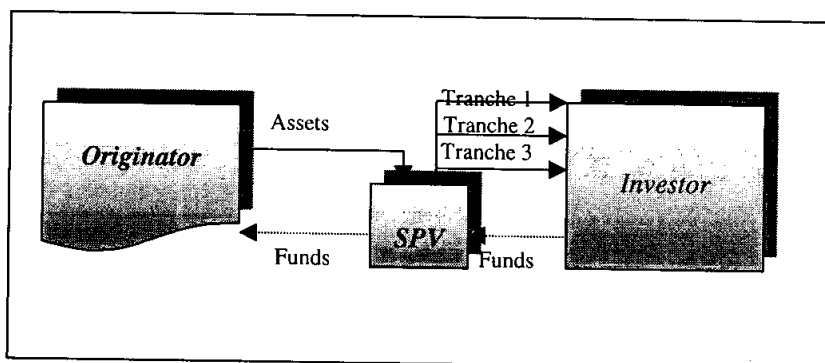 Tranche 1
Assets
Tranche 2
Originator
Tranche 3
Investor
SPV
Funds
Funds